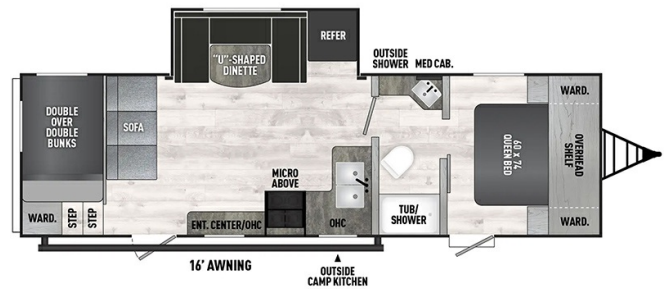 REFER
"U"-SHAPED
DINETTE
OUTSIDE
SHOWER
MED CAB.
DOUBLE
OVER
DOUBLE
BUNKS
SOFA
WARD.
60 X 74
QUEEN BED
OVERHEAD
SHELF
MICRO
ABOVE
WARD.
STEP
STEP
ENT. CENTER/OHC
OHC
TUB/
SHOWER
WARD.
16' AWNING
OUTSIDE
CAMP KITCHEN